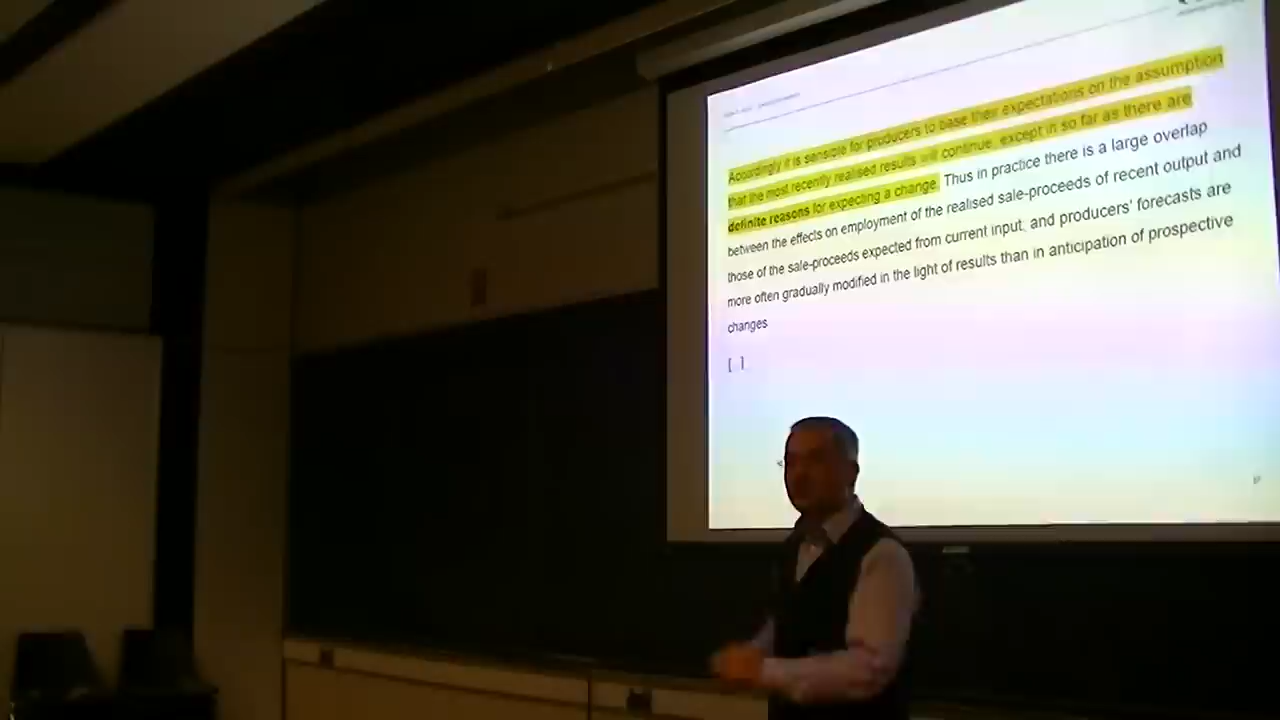 Accordingly it is sensible for producers to base their expectations on the assumption
that the most recently realised results will continue, except in so far as there are
definite reasons for expecting a change. Thus in practice there is a large overlap
between the effects on employment of the realised sale-proceeds of recent output and
those of the sale-proceeds expected from current input; and producers' forecasts are
more often gradually modified in the light of results than in anticipation of prospective
changes
[ ]